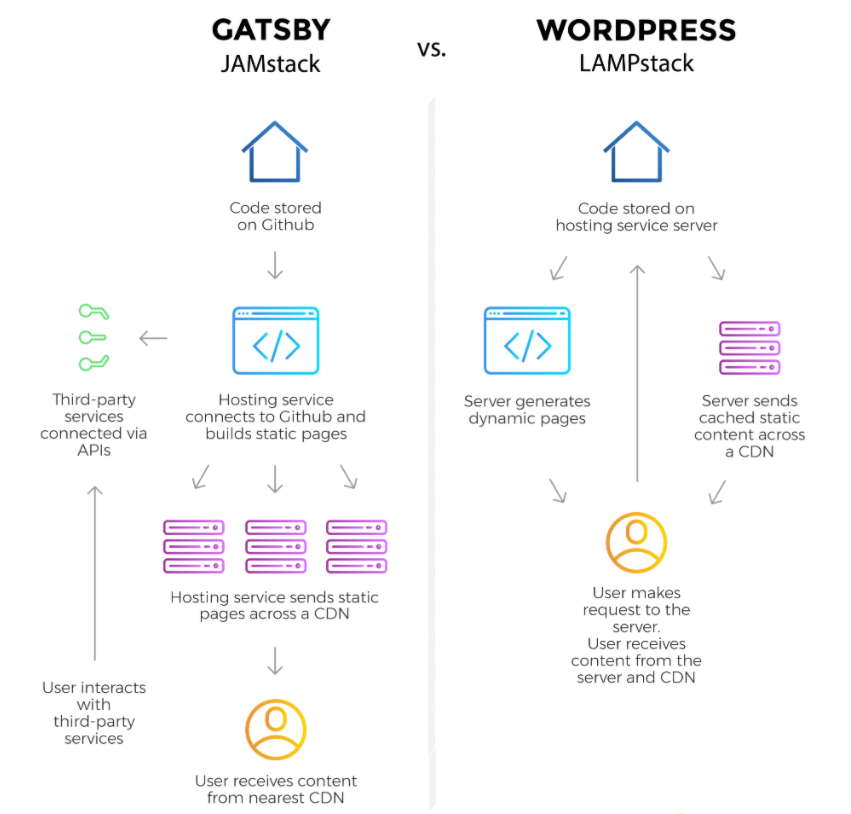 GATSBY
JAMstack
vs.
WORDPRESS
LAMPstack
Code stored
on Github
Third-party
services
connected via
APIs
Hosting service
connects to Github and
builds static pages
Hosting service sends static
pages across a CDN
User interacts
with
third-party
services
User receives content
from nearest CDN
Code stored on
hosting service server
Server generates
dynamic pages
Server sends
cached static
content across
a CDN
User makes
request to the
server.
User receives
content from the
server and CDN